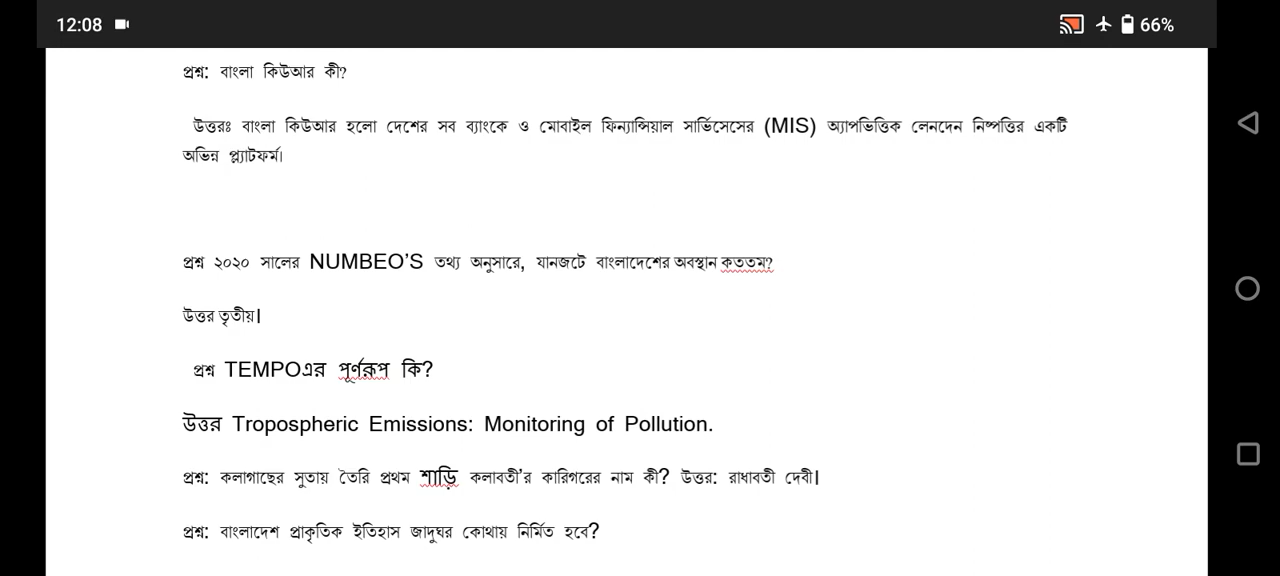 12:08
66%
প্রশ্ন: বাংলা কিউআর কী?
উত্তরঃ বাংলা কিউআর হলো দেশের সব ব্যাংকে ও মোবাইল ফিন্যান্সিয়াল সার্ভিসেসের (MIS) অ্যাপভিত্তিক লেনদেন নিষ্পত্তির একটি
অভিন্ন প্ল্যাটফর্ম।
প্রশ্ন ২০২০ সালের NUMBEO'S তথ্য অনুসারে, যানজটে বাংলাদেশের অবস্থান কততম?
উত্তর তৃতীয়।
প্রশ্ন TEMPOএর পূর্ণরূপ কি?
উত্তর Tropospheric Emissions: Monitoring of Pollution.
প্রশ্ন: কলাগাছের সুতায় তৈরি প্রথম শাড়ি কলাবতী'র কারিগরের নাম কী? উত্তর: রাধাবতী দেবী।
প্রশ্ন: বাংলাদেশ প্রাকৃতিক ইতিহাস জাদুঘর কোথায় নির্মিত হবে?